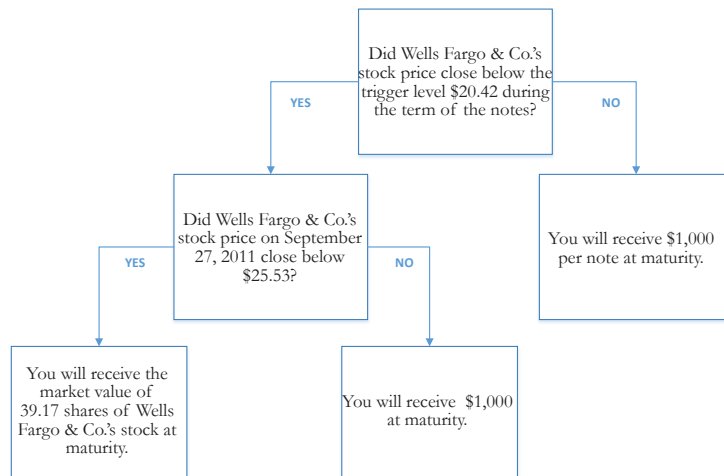 Did Wells Fargo & Co.'s
stock price close below the
trigger level $20.42 during
the term of the notes?
YES
NO
Did Wells Fargo & Co.'s
stock price on September
27, 2011 close below
$25.53?
You will receive $1,000
per note at maturity.
YES
NO
You will receive the
market value of
39.17 shares of Wells
Fargo & Co.'s stock at
maturity.
You will receive $1,000
at maturity.